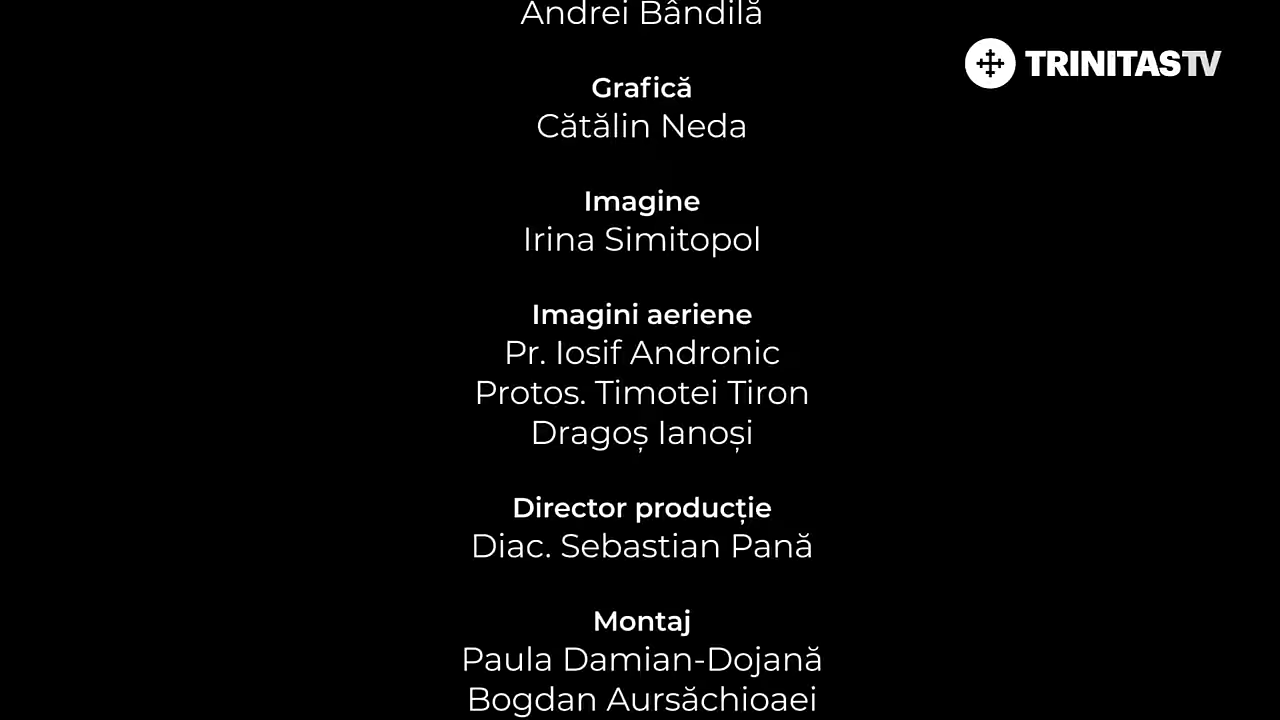 Andrei Bândilă
TRINITASTV
Grafică
Cătălin Neda
Imagine
Irina Simitopol
Imagini aeriene
Pr. Iosif Andronic
Protos. Timotei Tiron
Dragoș Ianoși
Director producție
Diac. Sebastian Pană
Montaj
Paula Damian-Dojană
Bogdan Aursăchioaei